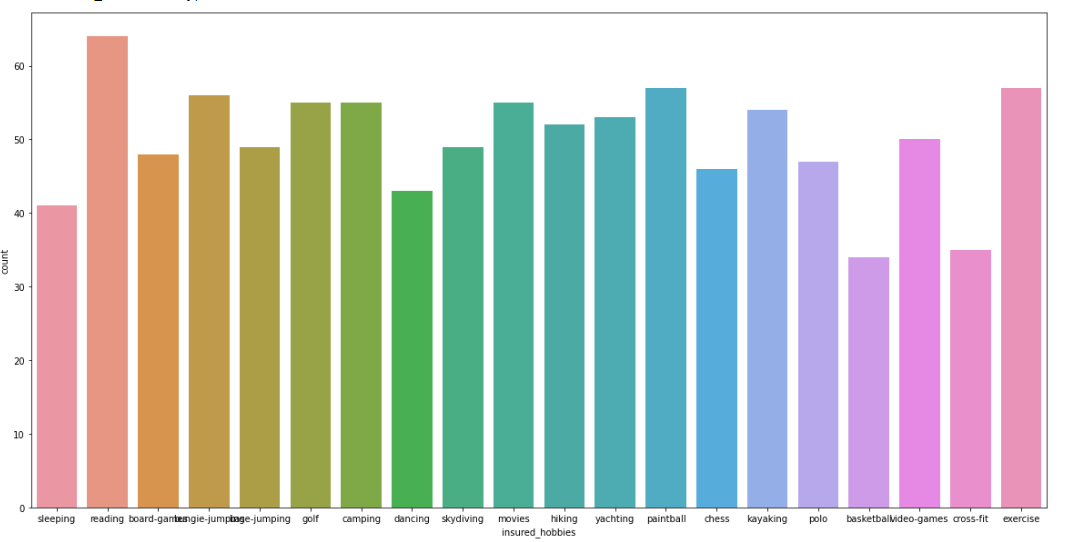 60
50
40
30
20
10
0
count
sleeping reading board-games bungie-jumping base-jumping golf camping dancing skydiving movies hiking yachting paintball chess kayaking polo basketball video-games cross-fit exercise
insured_hobbies